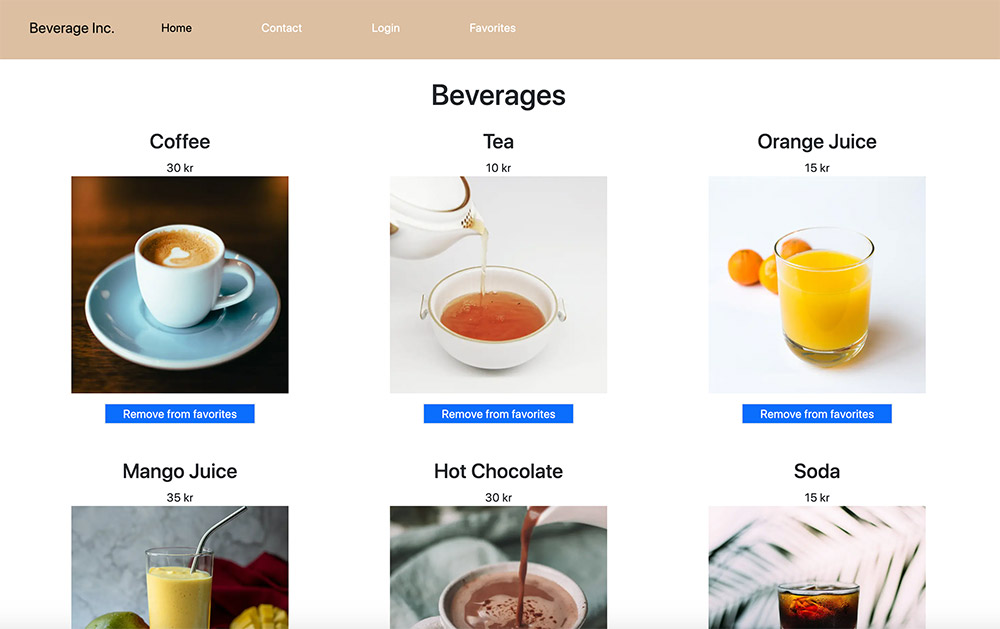 Beverage Inc. Home Contact Login Favorites
Beverages
Coffee Tea Orange Juice
30 kr 10 kr 15 kr
Remove from favorites Remove from favorites Remove from favorites
Mango Juice Hot Chocolate Soda
35 kr 30 kr 15 kr